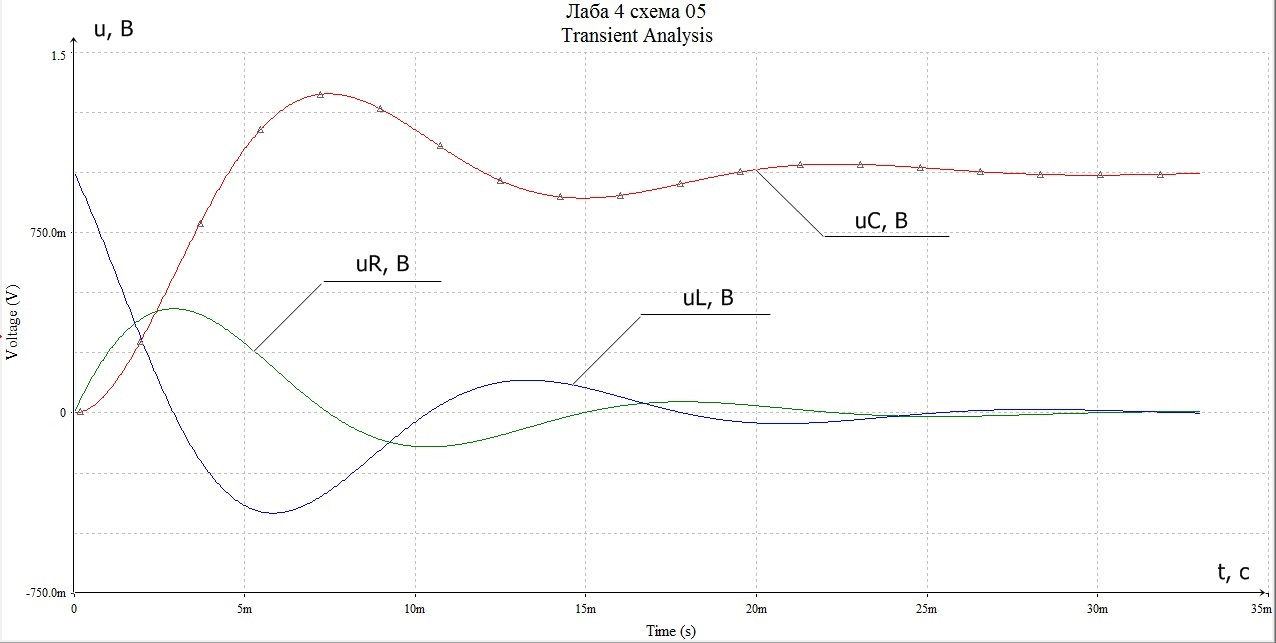 Лаба 4 схема 05
Transient Analysis
u, В
1.5
750.0m
uC, В
uR, В
uL, В
Voltage (V)
0
t, c
-750.0m
0 5m 10m 15m 20m 25m 30m 35m
Time (s)